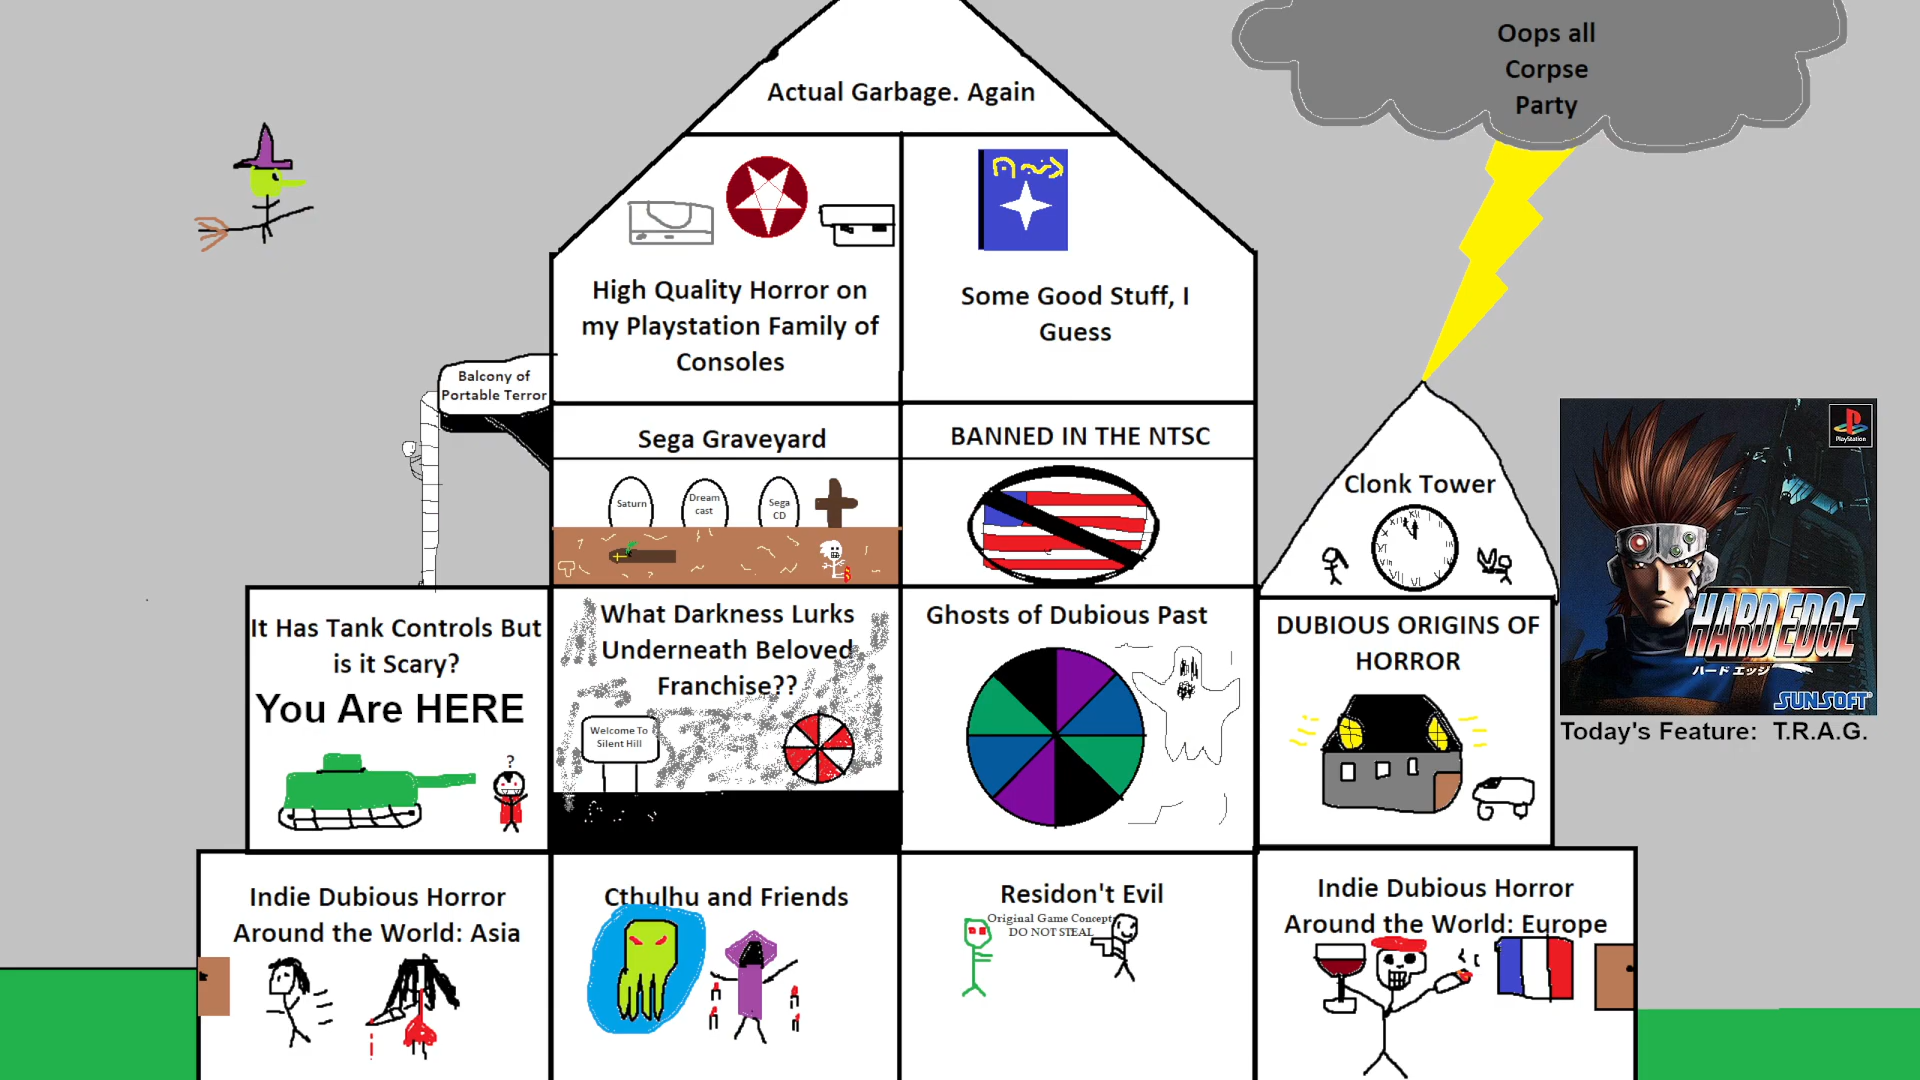 Oops all
Corpse
Party
Actual Garbage. Again
High Quality Horror on
my Playstation Family of
Consoles
Some Good Stuff, I
Guess
Balcony of
Portable Terror
Sega Graveyard
Saturn
Dream
cast
Sega
CD
BANNED IN THE NTSC
Clonk Tower
PlayStation
HARD EDGE
ハード エッジ
SUNSOFT
Today's Feature: T.R.A.G.
It Has Tank Controls But
is it Scary?
You Are HERE
?
What Darkness Lurks
Underneath Beloved
Franchise??
Welcome To
Silent Hill
Ghosts of Dubious Past
DUBIOUS ORIGINS OF
HORROR
Indie Dubious Horror
Around the World: Asia
Cthulhu and Friends
Residon't Evil
Original Game Concept
DO NOT STEAL
Indie Dubious Horror
Around the World: Europe